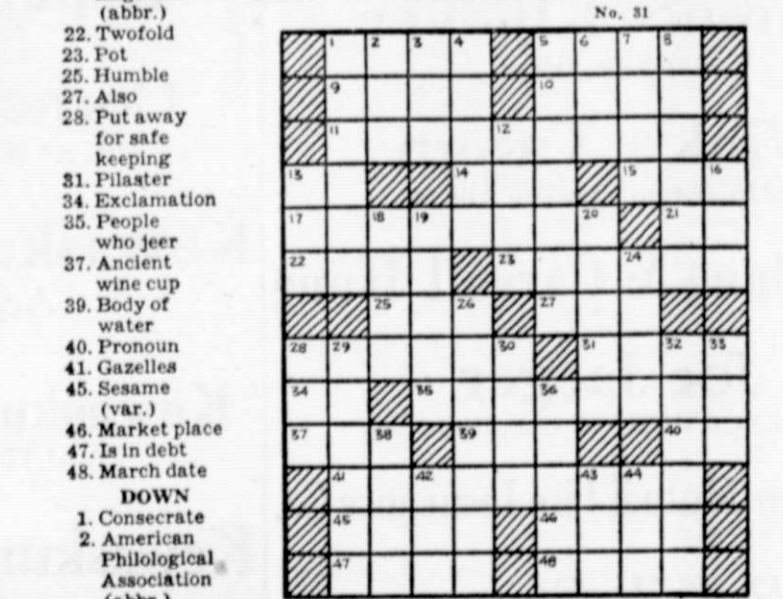 (abbr.)
22. Twofold
23. Pot
25. Humble
27. Also
28. Put away
for safe
keeping
31. Pilaster
34. Exclamation
35. People
who jeer
37. Ancient
wine cup
39. Body of
water
40. Pronoun
41. Gazelles
45. Sesame
(var.)
46. Market place
47. Is in debt
48. March date
DOWN
1. Consecrate
2. American
Philological
Association
(abbr.)
No. 31
1 2 3 4 5 6 7 8
9 10
11 12
13 14 15 16
17 18 19 20 21
22 23 24
25 26 27
28 29 30 31 32 33
34 35 36
37 38 39 40
41 42 43 44
45 46
47 48